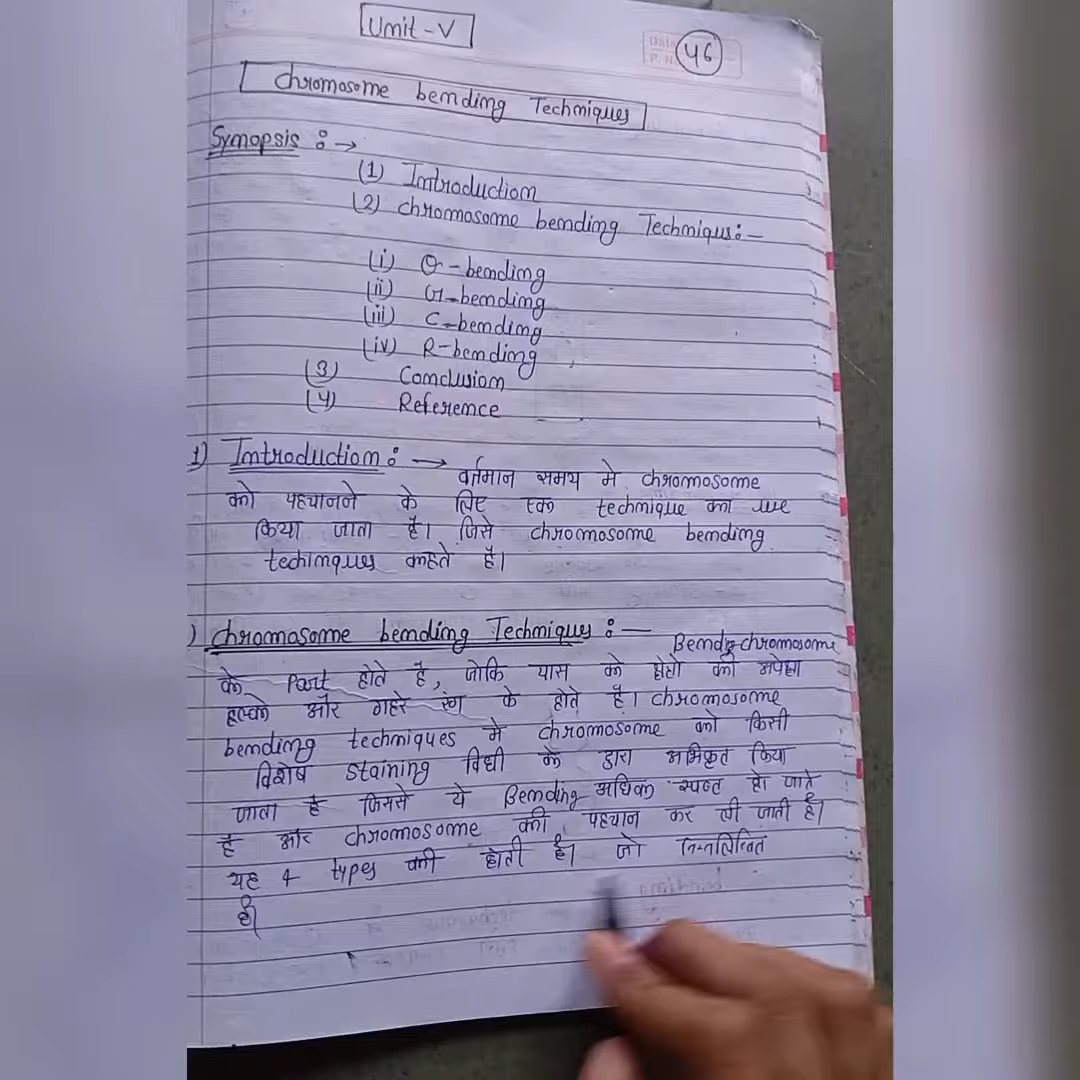 Unit - V
46
Chromosome bending Techniques
Synopsis :→
(1) Introduction
(2) chromosome bending Techniqus:-
(i) Q-bending
(ii) G-bending
(iii) C-bending
(iv) R-bending
(3) Conclusion
(4) Reference
1) Introduction : → वर्तमान समय मे chromosome
को पहचानने के लिए एक technique का use
किया जाता है। जिसे chromosome bending
techinques कहते है।
) chromosome bending Techniques :— Bend-chromosome
के Part होते है, जोकि पास के क्षेत्रो की अपेक्षा
हल्के और गहरे रंग के होते है। chromosome
bending techniques मे chromosome को किसी
विशेष staining विधी के द्वारा अभिकृत किया
जाता है जिससे ये Bending अधिक स्पष्ट हो जाते
है और chromosome की पहचान कर ली जाती है।
यह 4 types की होती है। जो निम्नलिखित
है।